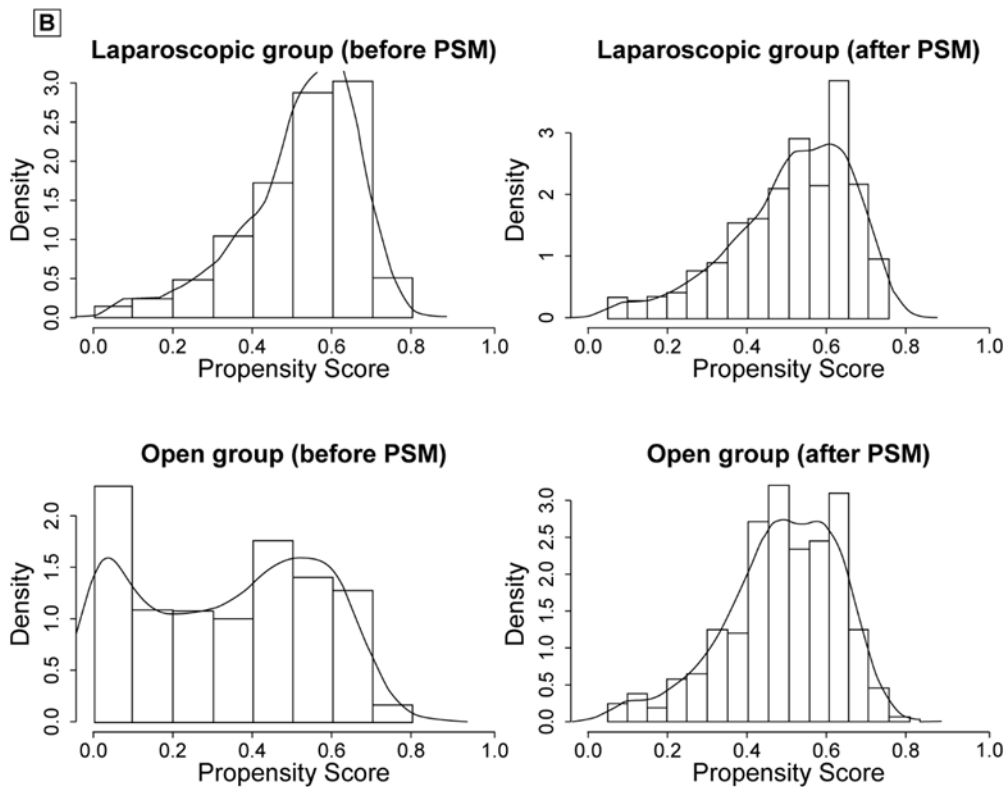 B
Laparoscopic group (before PSM)
Density
0.0 0.5 1.0 1.5 2.0 2.5 3.0
0.0 0.2 0.4 0.6 0.8 1.0
Propensity Score
Laparoscopic group (after PSM)
Density
0 1 2 3
0.0 0.2 0.4 0.6 0.8 1.0
Propensity Score
Open group (before PSM)
Density
0.0 0.5 1.0 1.5 2.0
0.0 0.2 0.4 0.6 0.8 1.0
Propensity Score
Open group (after PSM)
Density
0.0 0.5 1.0 1.5 2.0 2.5 3.0
0.0 0.2 0.4 0.6 0.8 1.0
Propensity Score